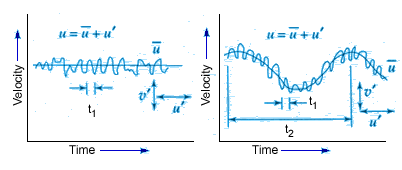 u = u̅ + u'
u̅
Velocity
t1
v'
u'
Time
u = u̅ + u'
u̅
Velocity
t1
v'
t2
u'
Time